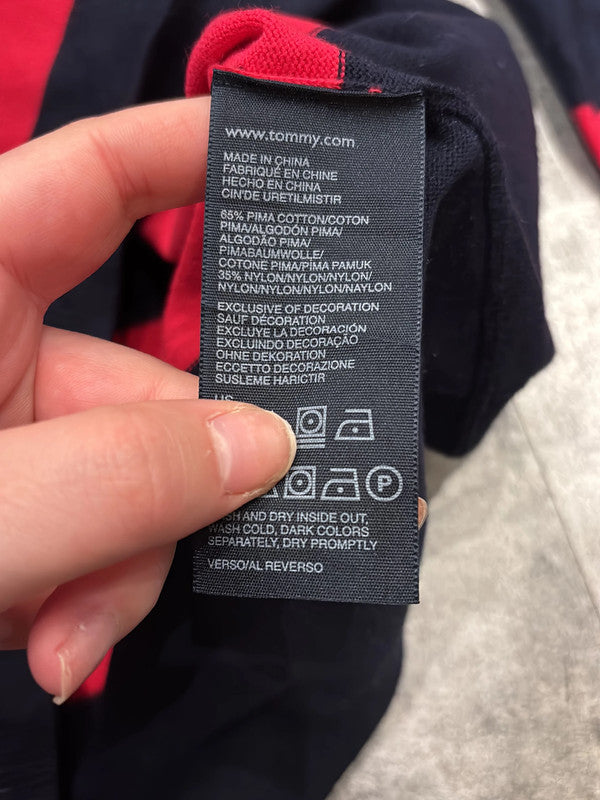 www.tommy.com
MADE IN CHINA
FABRIQUÉ EN CHINE
HECHO EN CHINA
CIN'DE URETILMISTIR
65% PIMA COTTON/COTON
PIMA/ALGODÓN PIMA/
ALGODÃO PIMA/
PIMABAUMWOLLE/
COTONE PIMA/PIMA PAMUK
35% NYLON/NYLON/NYLON/
NYLON/NYLON/NYLON/NAYLON
EXCLUSIVE OF DECORATION
SAUF DÉCORATION
EXCLUYE LA DECORACIÓN
EXCLUINDO DECORAÇÃO
OHNE DEKORATION
ECCETTO DECORAZIONE
SUSLEME HARICTIR
US
P
AND DRY INSIDE OUT,
WASH COLD, DARK COLORS
SEPARATELY, DRY PROMPTLY
VERSO/AL REVERSO